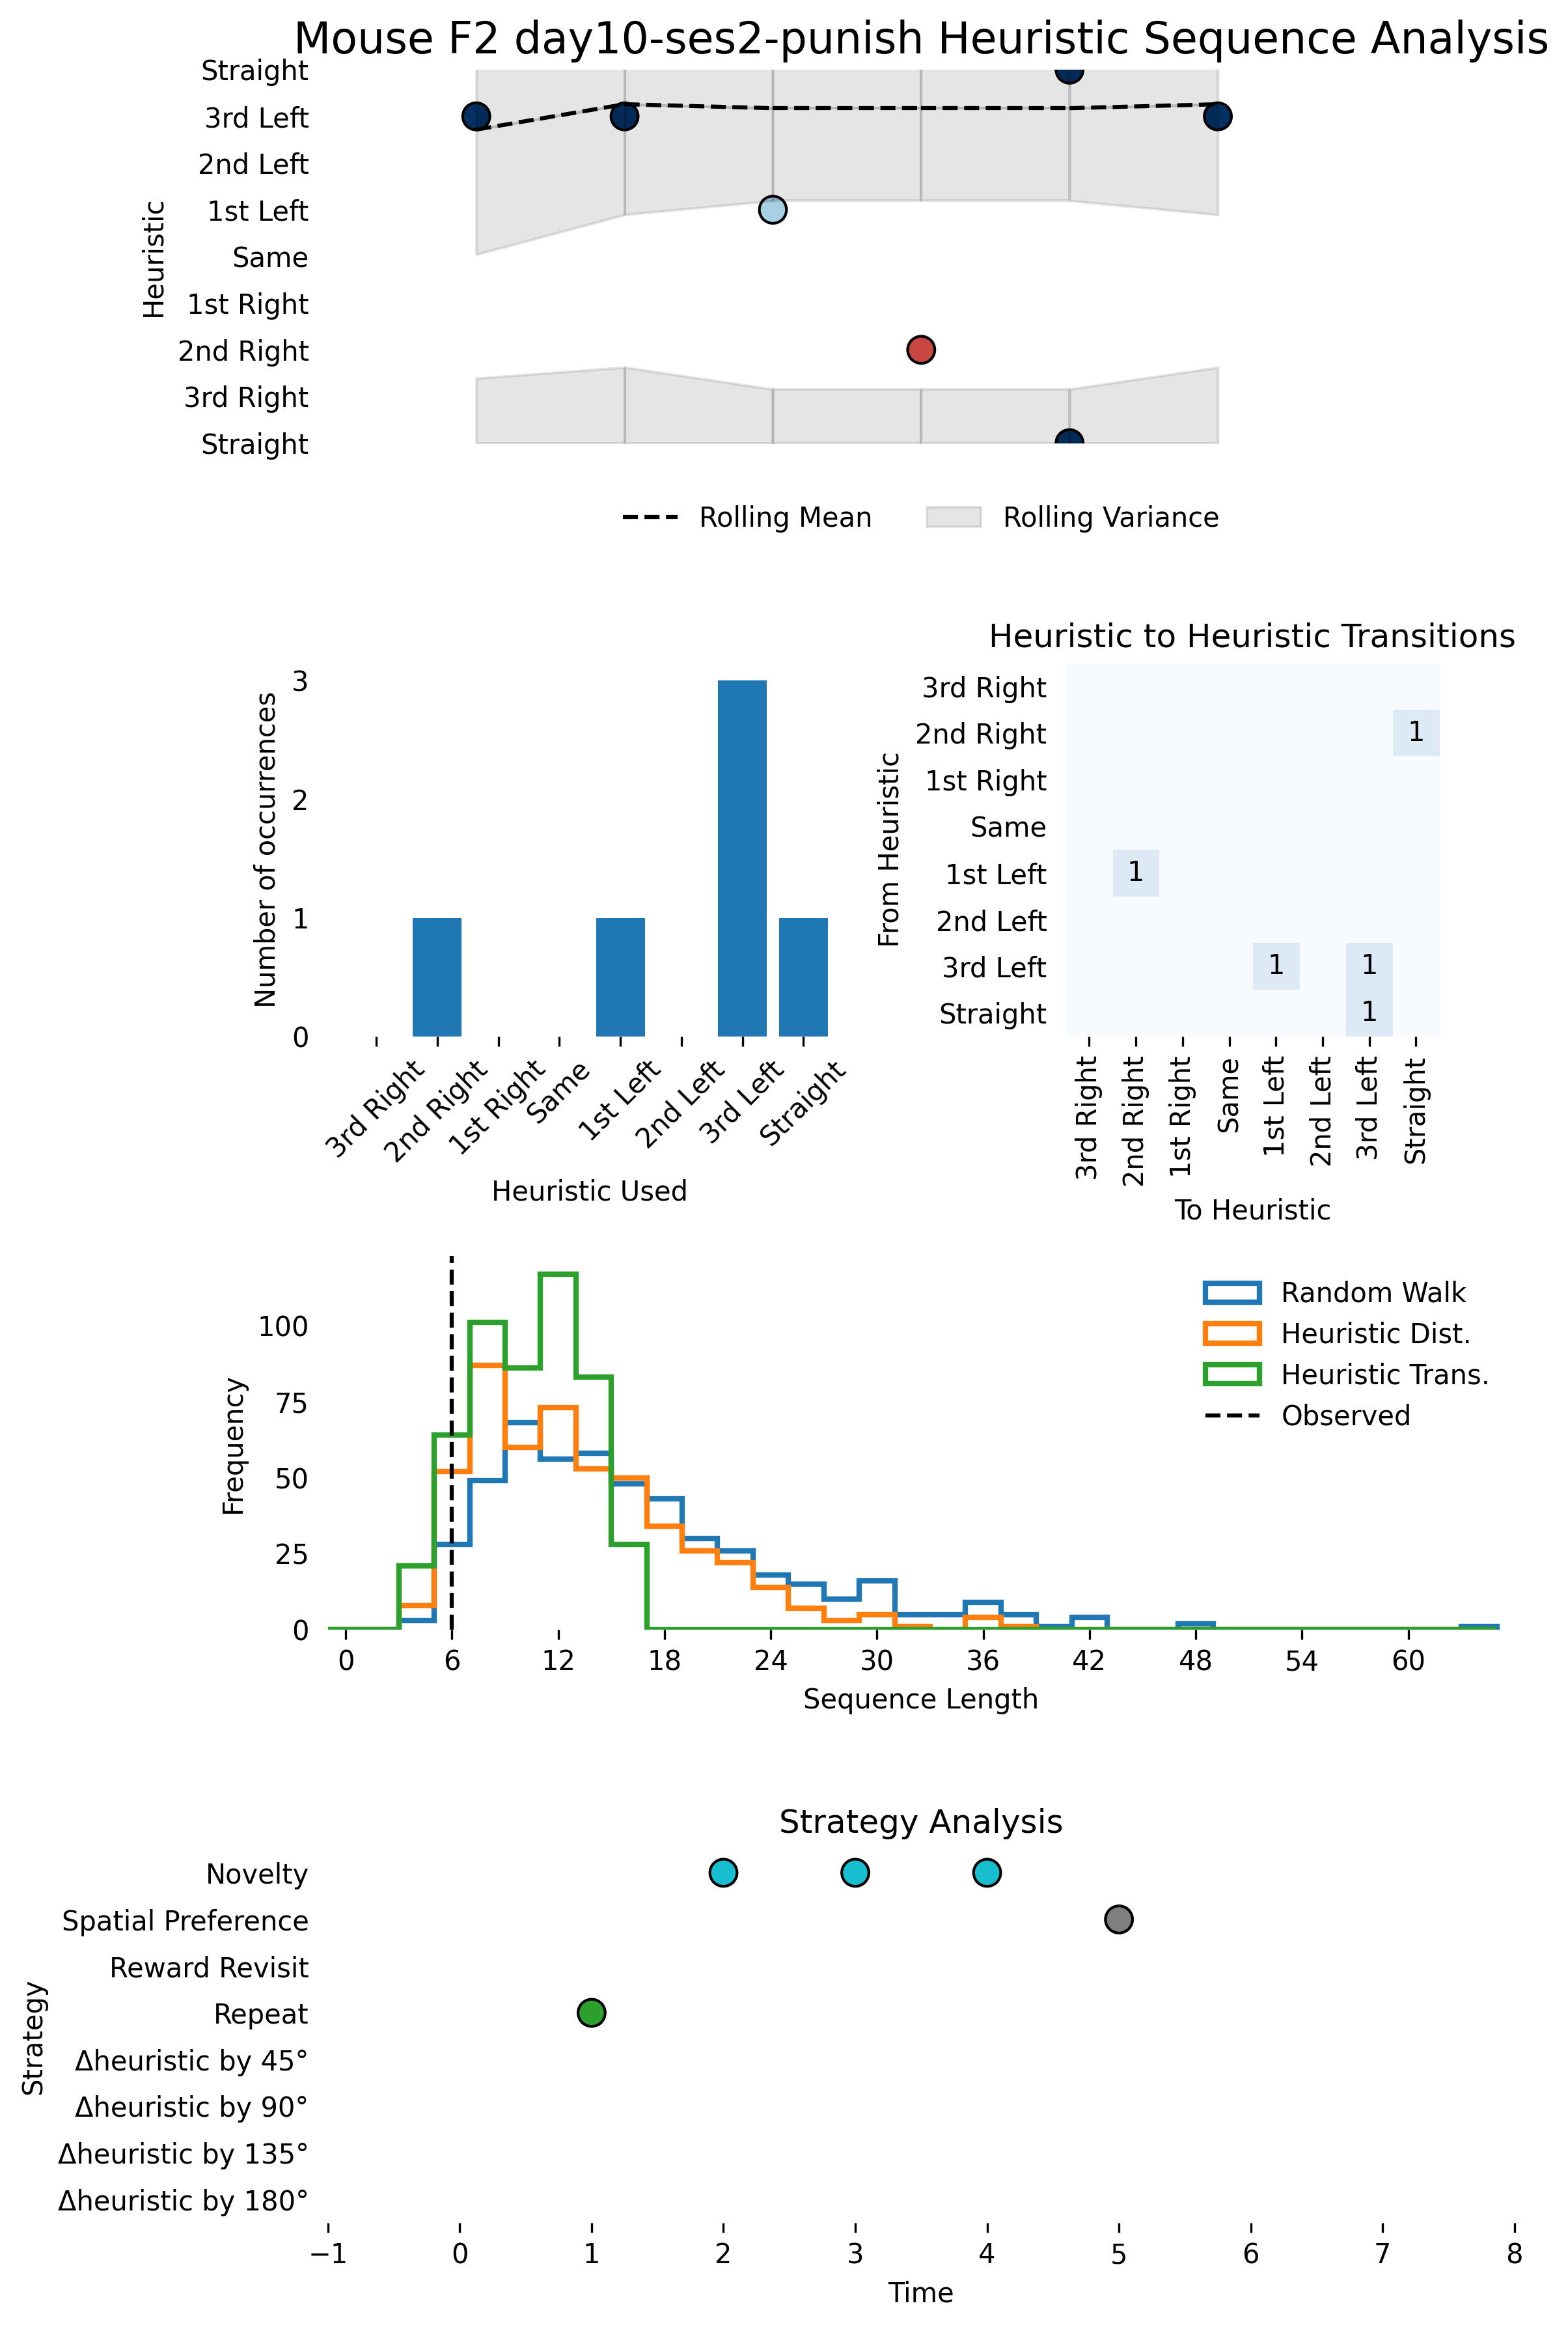 Mouse F2 day10-ses2-punish Heuristic Sequence Analysis
Heuristic
Straight
3rd Left
2nd Left
1st Left
Same
1st Right
2nd Right
3rd Right
Straight
Rolling Mean
Rolling Variance
Number of occurrences
3
2
1
0
3rd Right
2nd Right
1st Right
Same
1st Left
2nd Left
3rd Left
Straight
Heuristic Used
Heuristic to Heuristic Transitions
From Heuristic
3rd Right
2nd Right 1
1st Right
Same
1st Left 1
2nd Left
3rd Left 1 1
Straight 1
3rd Right
2nd Right
1st Right
Same
1st Left
2nd Left
3rd Left
Straight
To Heuristic
Frequency
100
75
50
25
0
0 6 12 18 24 30 36 42 48 54 60
Sequence Length
Random Walk
Heuristic Dist.
Heuristic Trans.
Observed
Strategy Analysis
Strategy
Novelty
Spatial Preference
Reward Revisit
Repeat
Δheuristic by 45°
Δheuristic by 90°
Δheuristic by 135°
Δheuristic by 180°
−1 0 1 2 3 4 5 6 7 8
Time